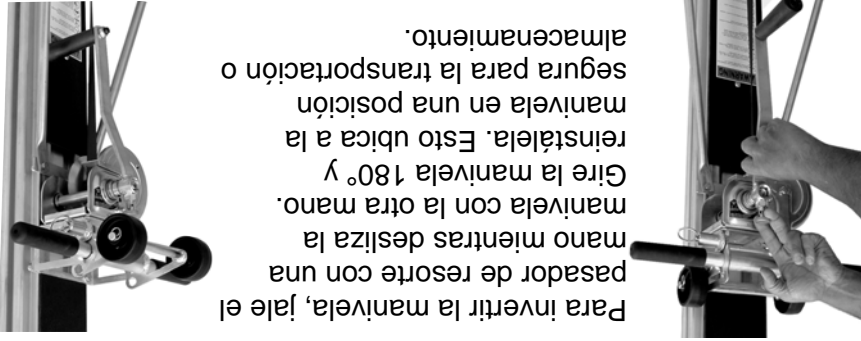 Para invertir la manivela, jale el
pasador de resorte con una
mano mientras desliza la
manivela con la otra mano.
Gire la manivela 180° y
reinstálela. Esto ubica a la
manivela en una posición
segura para la transportación o
almacenamiento.